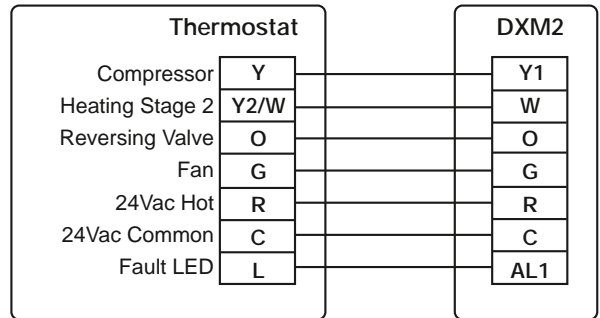 Thermostat DXM2
Compressor Y Y1
Heating Stage 2 Y2/W W
Reversing Valve O O
Fan G G
24Vac Hot R R
24Vac Common C C
Fault LED L AL1